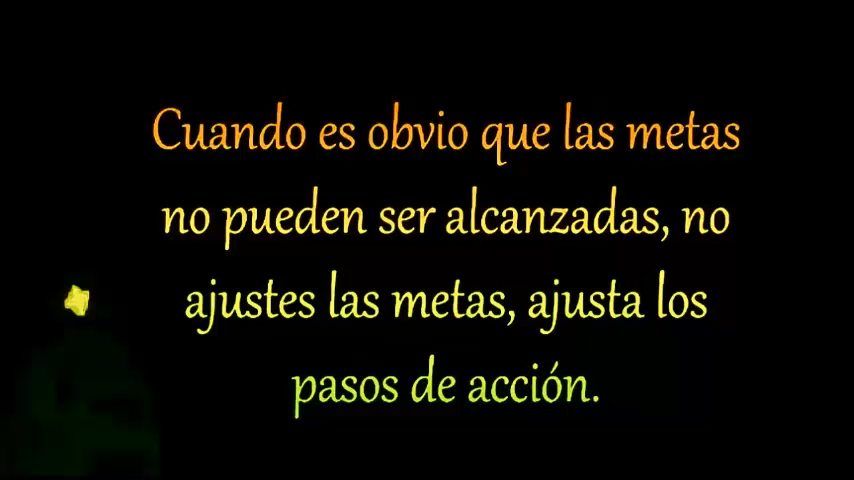 Cuando es obvio que las metas
no pueden ser alcanzadas, no
ajustes las metas, ajusta los
pasos de acción.